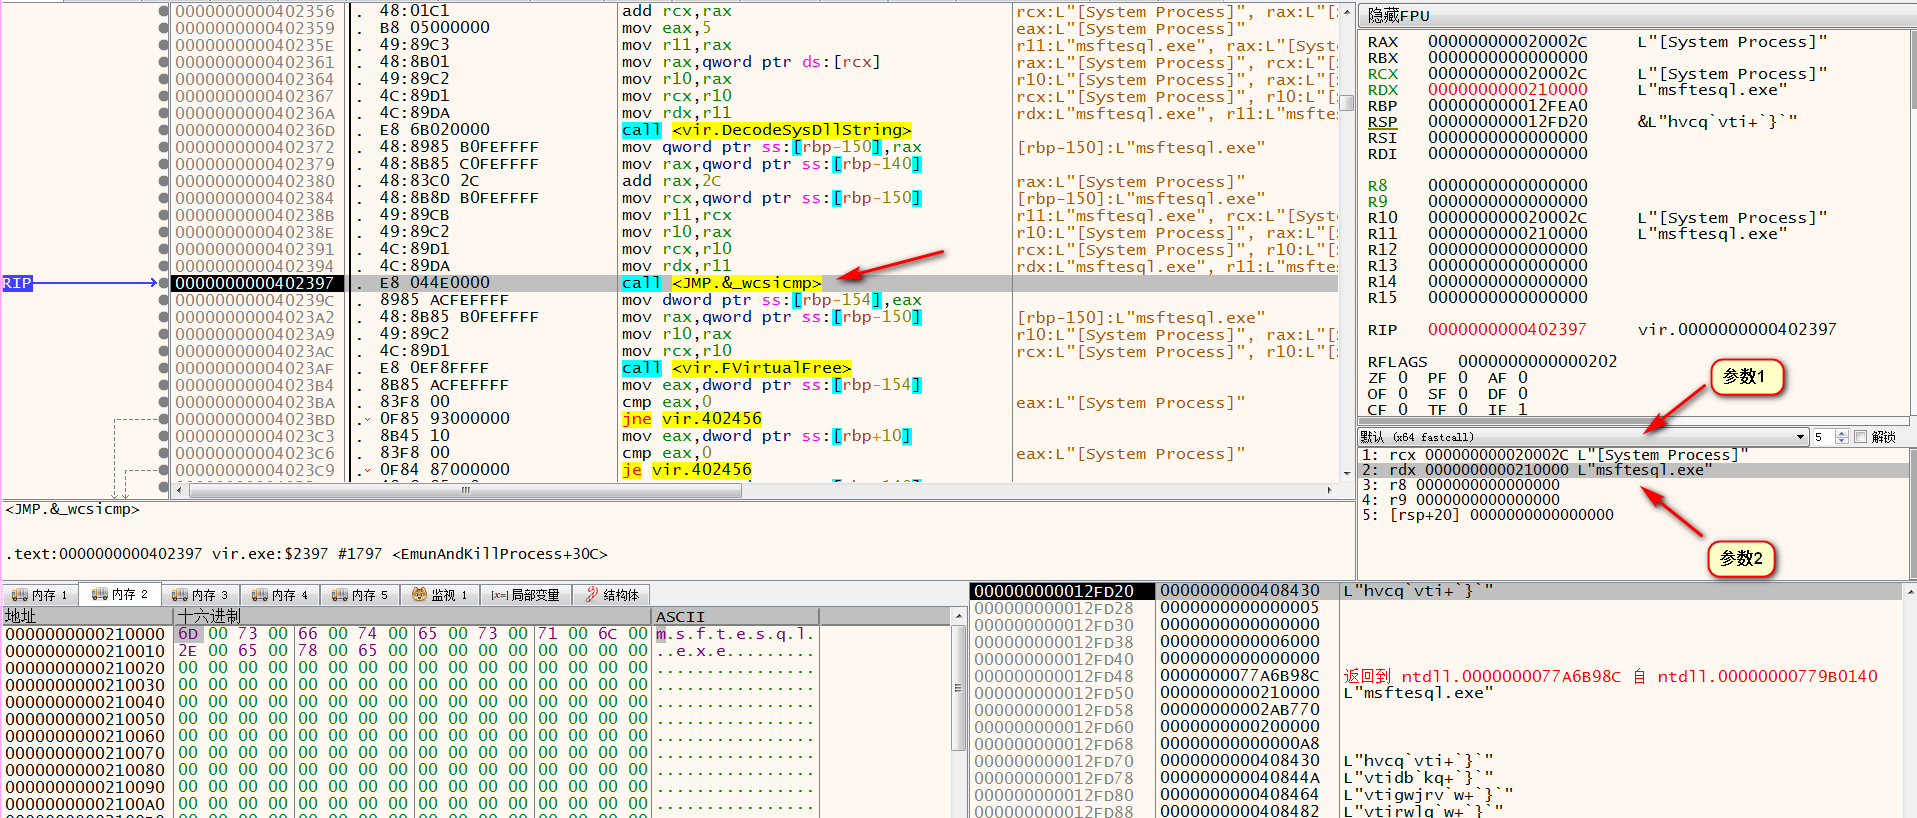 0000000000402356 . 48:01C1 add rcx,rax rcx:L"[System Process]", rax:L"[S
0000000000402359 . B8 05000000 mov eax,5 eax:L"[System Process]"
000000000040235E . 49:89C3 mov r11,rax r11:L"msftesql.exe", rax:L"[Syste
0000000000402361 . 48:8B01 mov rax,qword ptr ds:[rcx] rax:L"[System Process]", rcx:L"[S
0000000000402364 . 49:89C2 mov r10,rax r10:L"[System Process]", rax:L"[S
0000000000402367 . 4C:89D1 mov rcx,r10 rcx:L"[System Process]", r10:L"[S
000000000040236A . 4C:89DA mov rdx,r11 rdx:L"msftesql.exe", r11:L"msftes
000000000040236D . E8 6B020000 call <vir.DecodeSysDllString>
0000000000402372 . 48:8985 B0FEFFFF mov qword ptr ss:[rbp-150],rax [rbp-150]:L"msftesql.exe"
0000000000402379 . 48:8B85 C0FEFFFF mov rax,qword ptr ss:[rbp-140]
0000000000402380 . 48:83C0 2C add rax,2C rax:L"[System Process]"
0000000000402384 . 48:8B8D B0FEFFFF mov rcx,qword ptr ss:[rbp-150] [rbp-150]:L"msftesql.exe"
000000000040238B . 49:89CB mov r11,rcx r11:L"msftesql.exe", rcx:L"[Syste
000000000040238E . 49:89C2 mov r10,rax r10:L"[System Process]", rax:L"[S
0000000000402391 . 4C:89D1 mov rcx,r10 rcx:L"[System Process]", r10:L"[S
0000000000402394 . 4C:89DA mov rdx,r11 rdx:L"msftesql.exe", r11:L"msftes
RIP 0000000000402397 . E8 044E0000 call <JMP.&_wcsicmp>
000000000040239C . 8985 ACFEFFFF mov dword ptr ss:[rbp-154],eax
00000000004023A2 . 48:8B85 B0FEFFFF mov rax,qword ptr ss:[rbp-150] [rbp-150]:L"msftesql.exe"
00000000004023A9 . 49:89C2 mov r10,rax r10:L"[System Process]", rax:L"[S
00000000004023AC . 4C:89D1 mov rcx,r10 rcx:L"[System Process]", r10:L"[S
00000000004023AF . E8 0EF8FFFF call <vir.FVirtualFree>
00000000004023B4 . 8B85 ACFEFFFF mov eax,dword ptr ss:[rbp-154]
00000000004023BA . 83F8 00 cmp eax,0 eax:L"[System Process]"
00000000004023BD . 0F85 93000000 jne vir.402456
00000000004023C3 . 8B45 10 mov eax,dword ptr ss:[rbp+10]
00000000004023C6 . 83F8 00 cmp eax,0 eax:L"[System Process]"
00000000004023C9 . 0F84 87000000 je vir.402456
<JMP.&_wcsicmp>
.text:0000000000402397 vir.exe:$2397 #1797 <EmunAndKillProcess+30C>
隐藏FPU
RAX 000000000020002C L"[System Process]"
RBX 0000000000000000
RCX 000000000020002C L"[System Process]"
RDX 0000000000210000 L"msftesql.exe"
RBP 000000000012FEA0
RSP 000000000012FD20 &L"hvcq`vti+`}`"
RSI 0000000000000000
RDI 0000000000000000
R8 0000000000000000
R9 0000000000000000
R10 000000000020002C L"[System Process]"
R11 0000000000210000 L"msftesql.exe"
R12 0000000000000000
R13 0000000000000000
R14 0000000000000000
R15 0000000000000000
RIP 0000000000402397 vir.0000000000402397
RFLAGS 0000000000000202
ZF 0 PF 0 AF 0
OF 0 SF 0 DF 0
CF 0 TF 0 IF 1
参数1
默认 (x64 fastcall) 5 解锁
1: rcx 000000000020002C L"[System Process]"
2: rdx 0000000000210000 L"msftesql.exe"
3: r8 0000000000000000
4: r9 0000000000000000
5: [rsp+20] 0000000000000000
参数2
内存 1 内存 2 内存 3 内存 4 内存 5 监视 1 [x=] 局部变量 结构体
地址 十六进制 ASCII
0000000000210000 6D 00 73 00 66 00 74 00 65 00 73 00 71 00 6C 00 m.s.f.t.e.s.q.l.
0000000000210010 2E 00 65 00 78 00 65 00 00 00 00 00 00 00 00 00 ..e.x.e.........
0000000000210020 00 00 00 00 00 00 00 00 00 00 00 00 00 00 00 00 ................
0000000000210030 00 00 00 00 00 00 00 00 00 00 00 00 00 00 00 00 ................
0000000000210040 00 00 00 00 00 00 00 00 00 00 00 00 00 00 00 00 ................
0000000000210050 00 00 00 00 00 00 00 00 00 00 00 00 00 00 00 00 ................
0000000000210060 00 00 00 00 00 00 00 00 00 00 00 00 00 00 00 00 ................
0000000000210070 00 00 00 00 00 00 00 00 00 00 00 00 00 00 00 00 ................
0000000000210080 00 00 00 00 00 00 00 00 00 00 00 00 00 00 00 00 ................
0000000000210090 00 00 00 00 00 00 00 00 00 00 00 00 00 00 00 00 ................
00000000002100A0 00 00 00 00 00 00 00 00 00 00 00 00 00 00 00 00 ................
000000000012FD20 0000000000408430 L"hvcq`vti+`}`"
000000000012FD28 0000000000000005
000000000012FD30 0000000000000000
000000000012FD38 0000000000006000
000000000012FD40 0000000000000000
000000000012FD48 0000000077A6B98C 返回到 ntdll.0000000077A6B98C 自 ntdll.00000000779B0140
000000000012FD50 0000000000210000 L"msftesql.exe"
000000000012FD58 00000000002AB770
000000000012FD60 0000000000200000
000000000012FD68 00000000000000A8
000000000012FD70 0000000000408430 L"hvcq`vti+`}`"
000000000012FD78 000000000040844A L"vtidb`kq+`}`"
000000000012FD80 0000000000408464 L"vtigwjrv`w+`}`"
000000000012FD88 0000000000408482 L"vtirwlq`w+`}`"